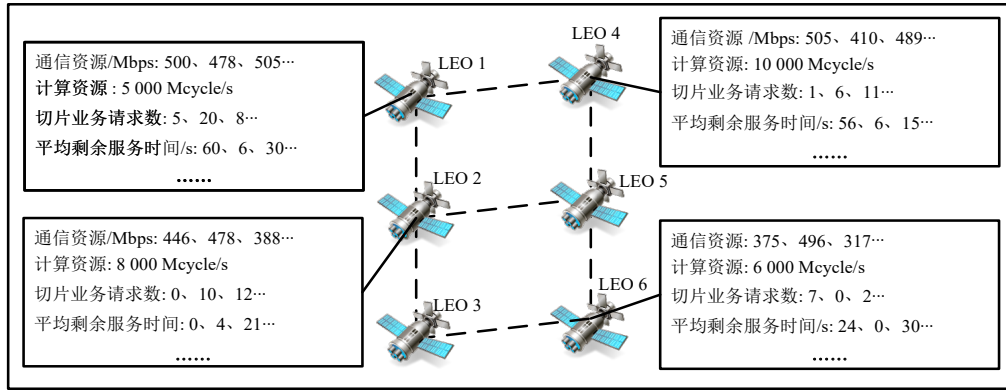 LEO 1
LEO 4
通信资源/Mbps: 500、478、505···
计算资源 : 5 000 Mcycle/s
切片业务请求数: 5、20、8···
平均剩余服务时间/s: 60、6、30···
······
通信资源 /Mbps: 505、410、489···
计算资源: 10 000 Mcycle/s
切片业务请求数: 1、6、11···
平均剩余服务时间/s: 56、6、15···
······
LEO 2
LEO 5
通信资源/Mbps: 446、478、388···
计算资源: 8 000 Mcycle/s
切片业务请求数: 0、10、12···
平均剩余服务时间: 0、4、21···
······
LEO 3
LEO 6
通信资源: 375、496、317···
计算资源: 6 000 Mcycle/s
切片业务请求数: 7、0、2···
平均剩余服务时间/s: 24、0、30···
······